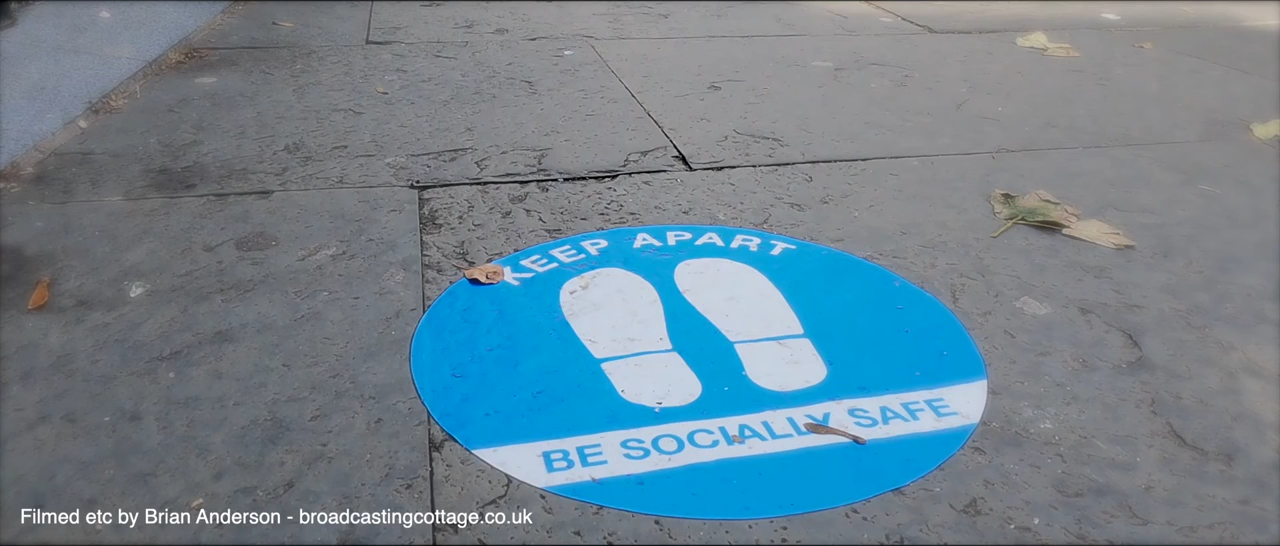 KEEP APART
BE SOCIALLY SAFE
Filmed etc by Brian Anderson - broadcastingcottage.co.uk